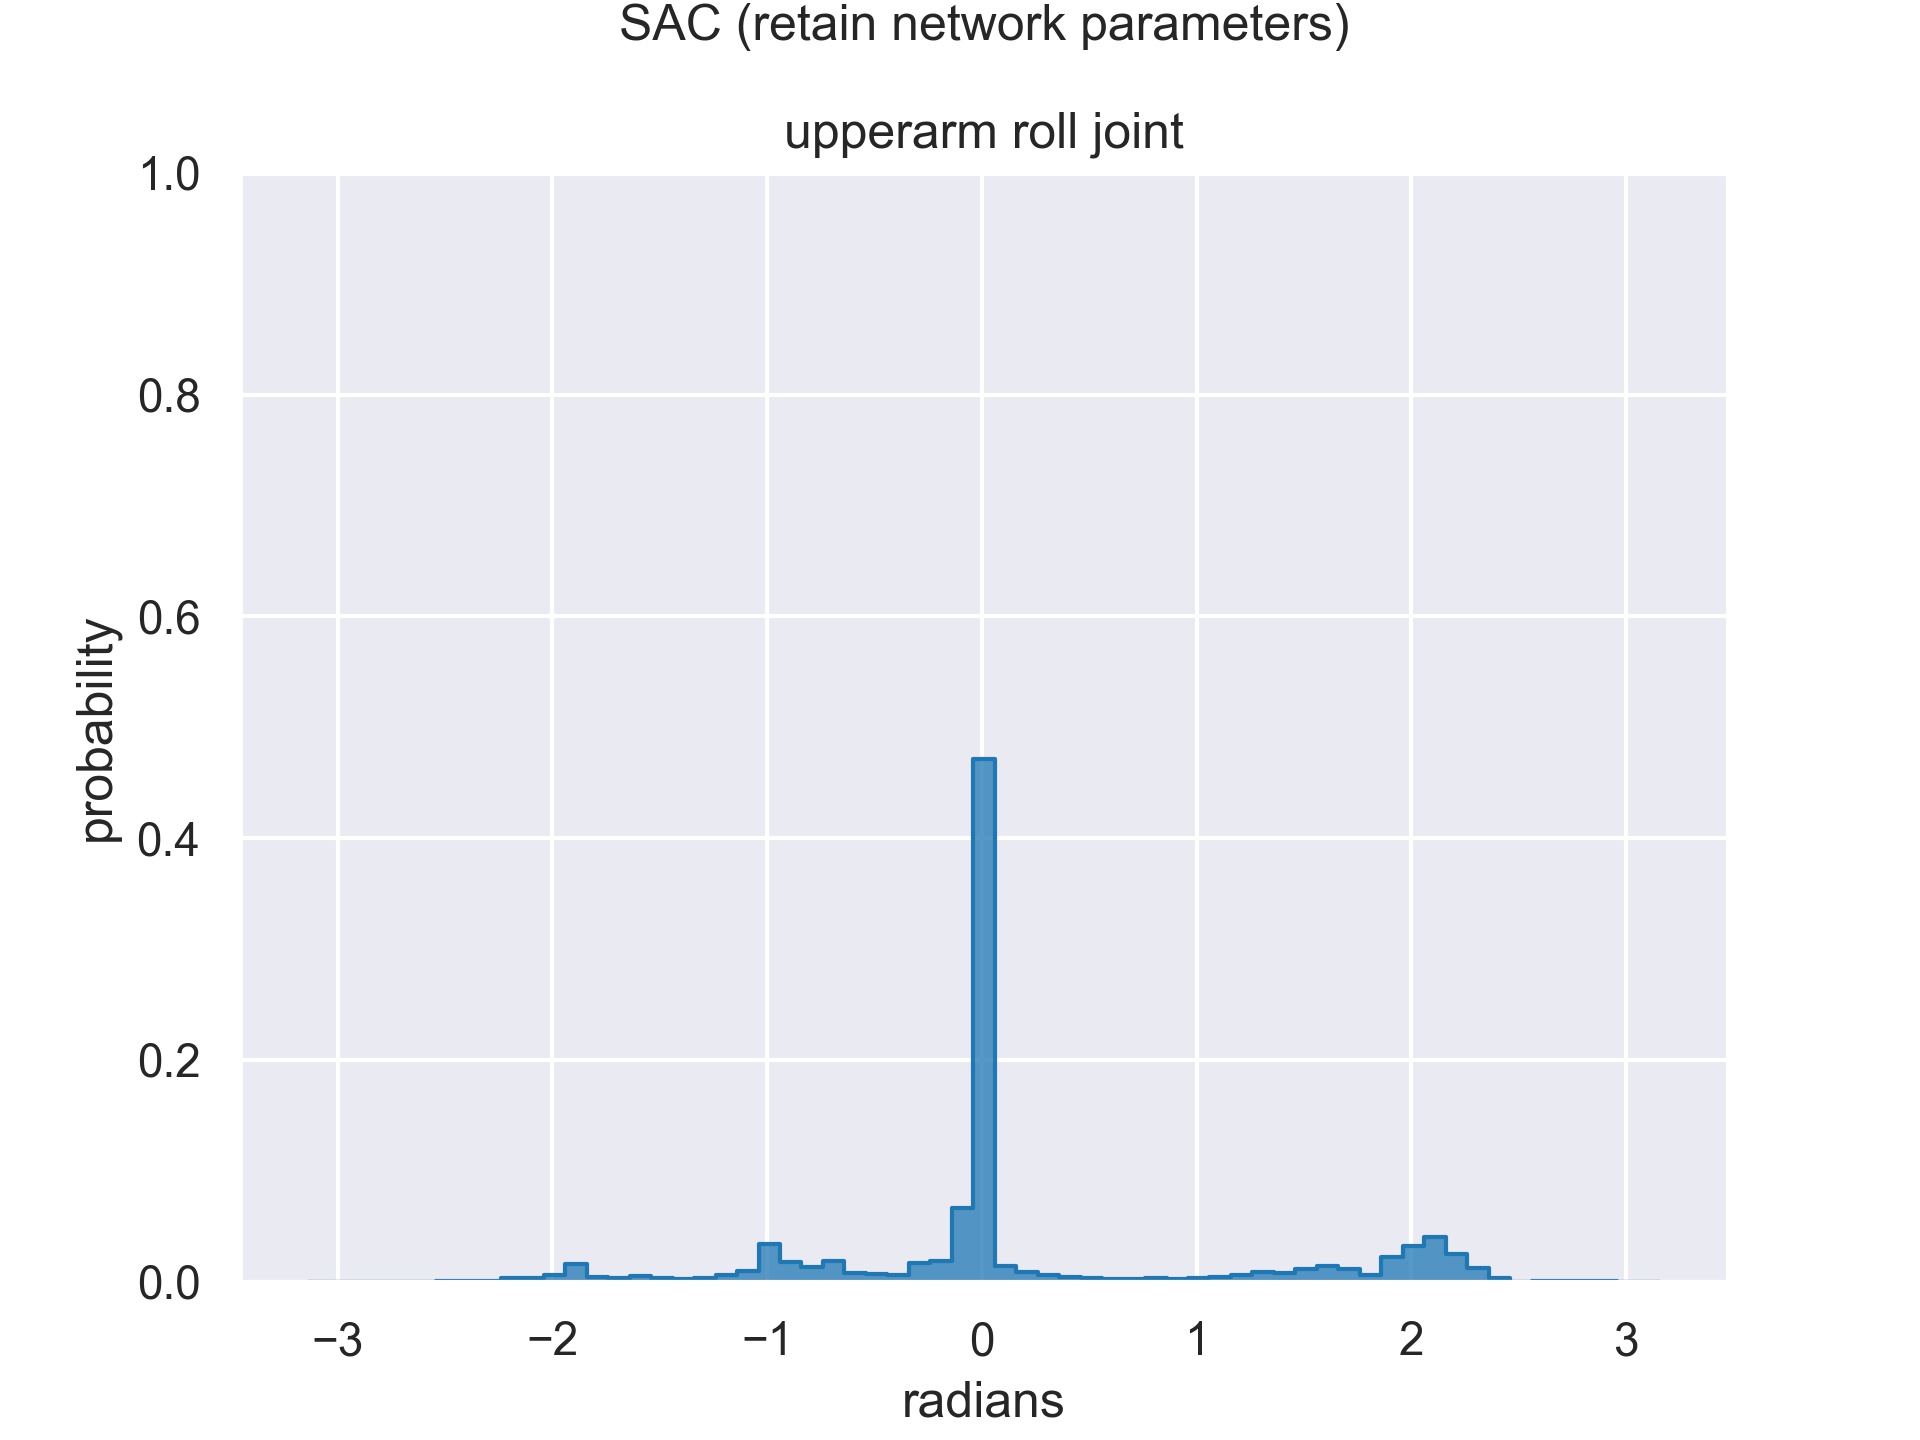 SAC (retain network parameters)
upperarm roll joint
1.0
0.8
0.6
0.4
0.2
0.0
probability
−3 −2 −1 0 1 2 3
radians